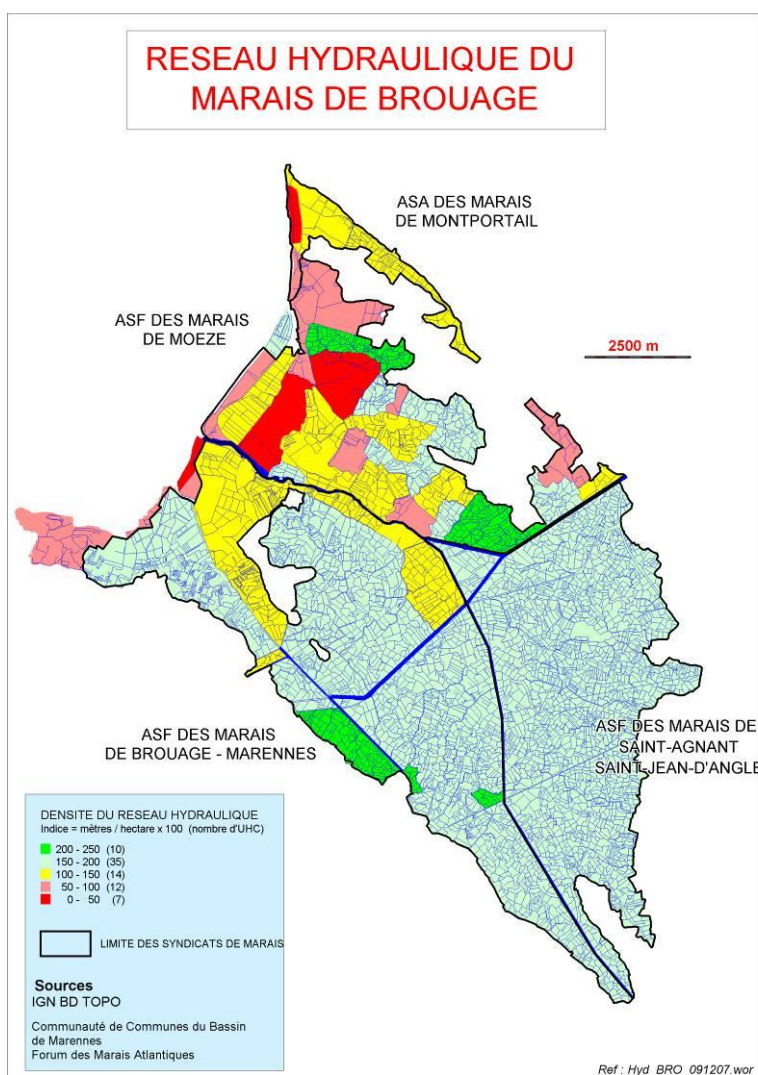 RESEAU HYDRAULIQUE DU
MARAIS DE BROUAGE
ASA DES MARAIS
DE MONTPORTAIL
ASF DES MARAIS
DE MOEZE
2500 m
ASF DES MARAIS
DE BROUAGE - MARENNES
ASF DES MARAIS DE
SAINT-AGNANT
SAINT-JEAN-D'ANGLE
DENSITE DU RESEAU HYDRAULIQUE
Indice = mètres / hectare x 100 (nombre d'UHC)
200 - 250 (10)
150 - 200 (35)
100 - 150 (14)
50 - 100 (12)
0 - 50 (7)
LIMITE DES SYNDICATS DE MARAIS
Sources
IGN BD TOPO
Communauté de Communes du Bassin
de Marennes
Forum des Marais Atlantiques
Ref : Hyd_BRO_091207.wor